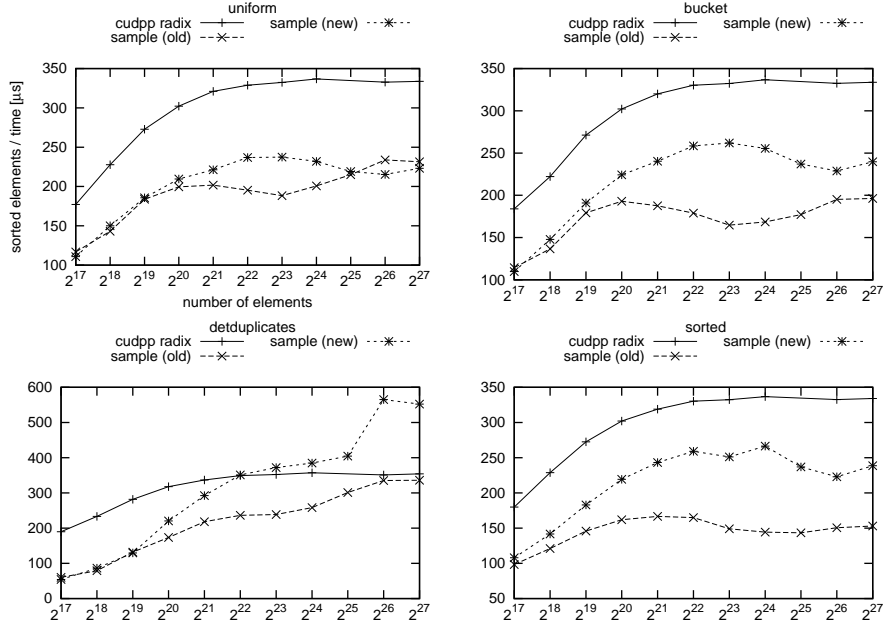 uniform
cudpp radix
sample (new)
sample (old)
350
300
250
200
150
100
sorted elements / time [μs]
2^17 2^18 2^19 2^20 2^21 2^22 2^23 2^24 2^25 2^26 2^27
number of elements
bucket
cudpp radix
sample (new)
sample (old)
350
300
250
200
150
100
2^17 2^18 2^19 2^20 2^21 2^22 2^23 2^24 2^25 2^26 2^27
detduplicates
cudpp radix
sample (new)
sample (old)
600
500
400
300
200
100
0
2^17 2^18 2^19 2^20 2^21 2^22 2^23 2^24 2^25 2^26 2^27
sorted
cudpp radix
sample (new)
sample (old)
350
300
250
200
150
100
50
2^17 2^18 2^19 2^20 2^21 2^22 2^23 2^24 2^25 2^26 2^27